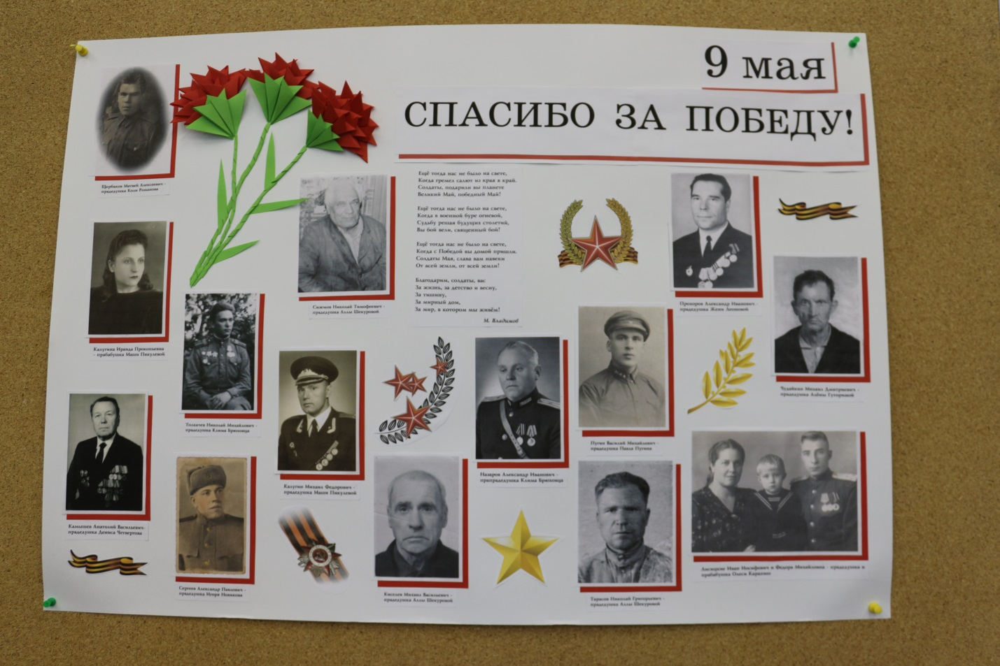 9 мая
СПАСИБО ЗА ПОБЕДУ!
Щербаков Матвей Алексеевич -
прадедушка Коли Романова
Ещё тогда нас не было на свете,
Когда гремел салют из края в край.
Солдаты, подарили вы планете
Великий Май, победный Май!
Ещё тогда нас не было на свете,
Когда в военной буре огневой,
Судьбу решая будущих столетий,
Вы бой вели, священный бой!
Ещё тогда нас не было на свете,
Когда с Победой вы домой пришли.
Солдаты Мая, слава вам навеки
От всей земли, от всей земли!
Благодарим, солдаты, вас
За жизнь, за детство и весну,
За тишину,
За мирный дом,
За мир, в котором мы живём!
М. Владимов
Николай Тимофеевич -
прадедушка Аллы Шекуровой
Прохоров Александр Иванович -
прадедушка Жени Леоновой
Калугина Ираида Прокопьевна
- прабабушка Маши Пикулевой
Чудайкин Михаил Дмитриевич -
прадедушка Алёны
Толкачев Николай Михайлович -
прадедушка Клима Брюховца
Пугин Василий Михайлович -
прадедушка Павла Пугина
Калугин Михаил Федорович -
прадедушка Маши Пикулевой
Назаров Александр Иванович -
прапрадедушка Клима Брюховца
Камышев Анатолий Васильевич-
прадедушка Дениса Четвертова
Иван Иосифович и Федора Михайловна - прадедушка и
прабабушка Олеси
Сергеев Александр Павлович -
прадедушка Игоря Новикова
Киселев Михаил Васильевич -
прадедушка Аллы Шекуровой
Тарасов Николай Григорьевич -
прадедушка Аллы Шекуровой